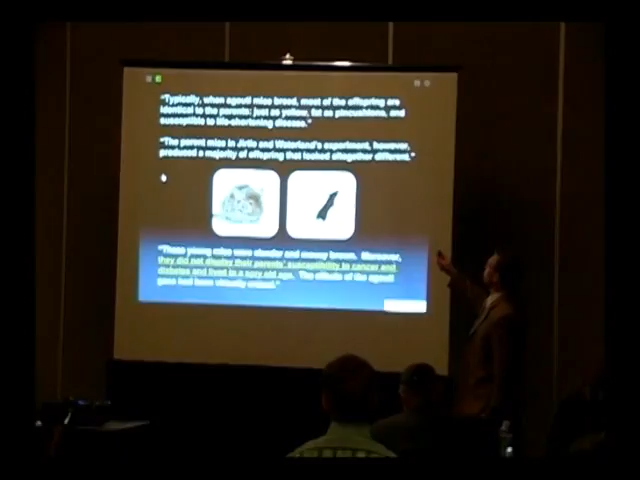 "Typically, when agouti mice breed, most of the offspring are
identical to the parents: just as yellow, fat as pincushions, and
susceptible to life-shortening disease."
"The parent mice in Jirtle and Waterland's experiment, however,
produced a majority of offspring that looked altogether different."
"These young mice were slender and mousy brown. Moreover,
they did not display their parents' susceptibility to cancer and
diabetes and lived to a spry old age. The effects of the agouti
gene had been virtually erased."